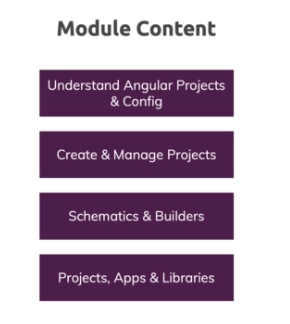 Module Content
Understand Angular Projects
& Config
Create & Manage Projects
Schematics & Builders
Projects, Apps & Libraries